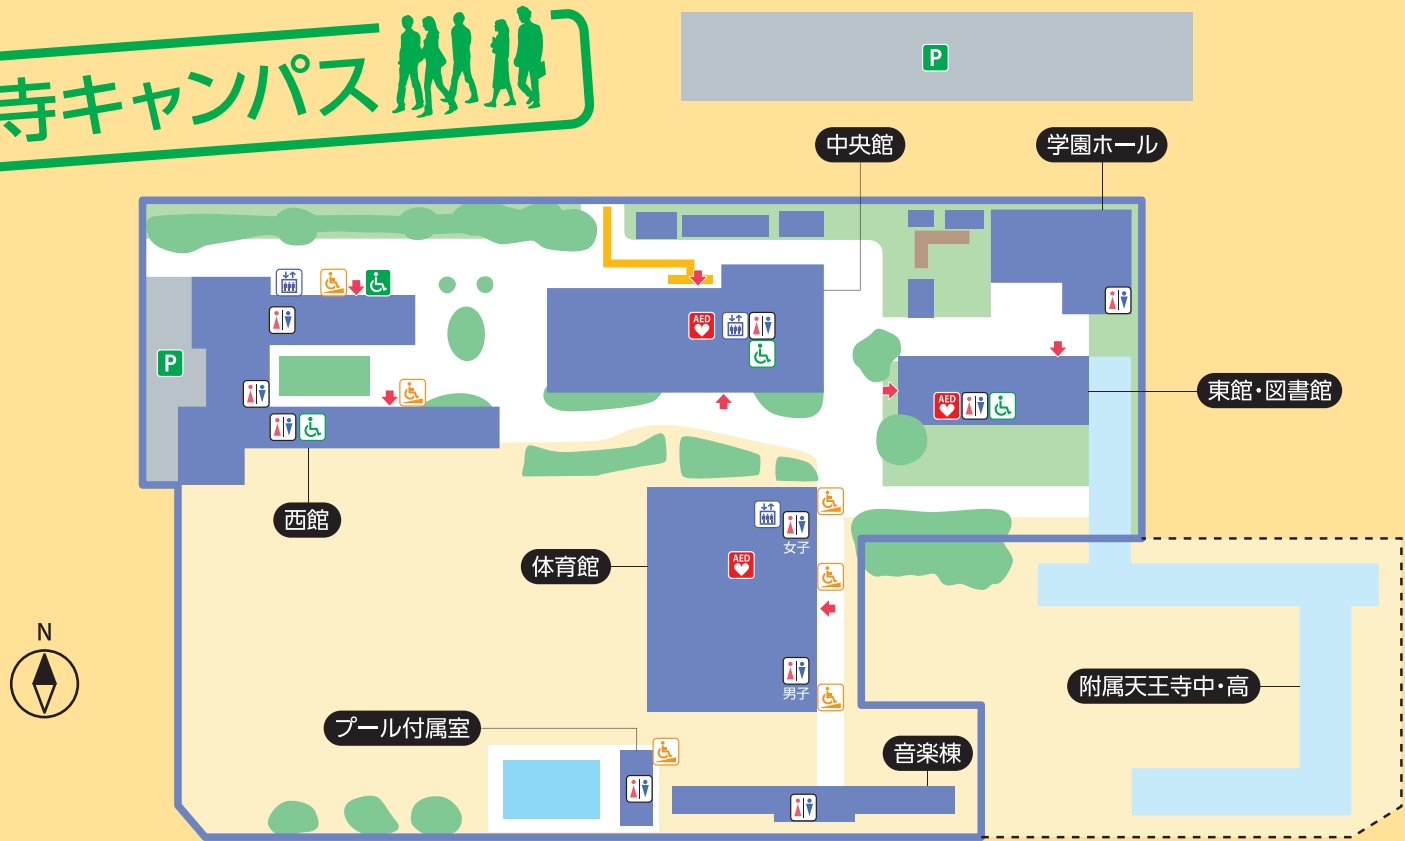 寺キャンパス
P
中央館
学園ホール
AED
P
東館・図書館
AED
西館
女子
体育館
AED
N
男子
附属天王寺中・高
プール付属室
音楽棟